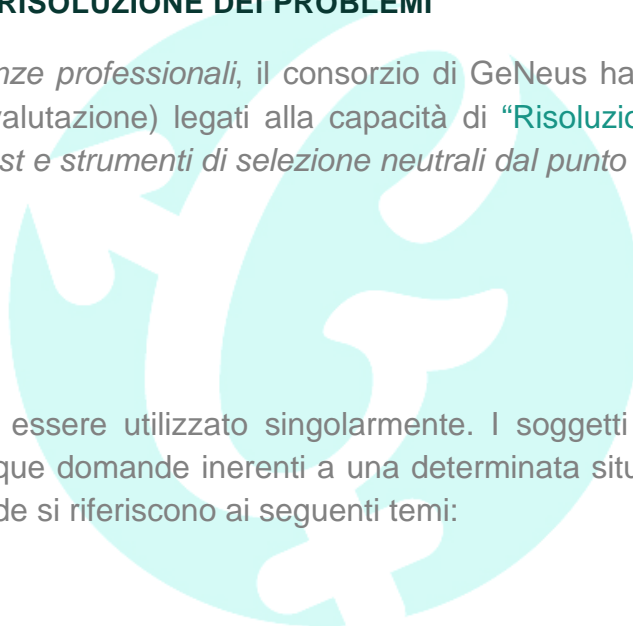 RISOLUZIONE DEI PROBLEMI
nze professionali, il consorzio di GeNeus ha
valutazione) legati alla capacità di “Risoluzio
st e strumenti di selezione neutrali dal punto
essere utilizzato singolarmente. I soggetti
que domande inerenti a una determinata situ
de si riferiscono ai seguenti temi: